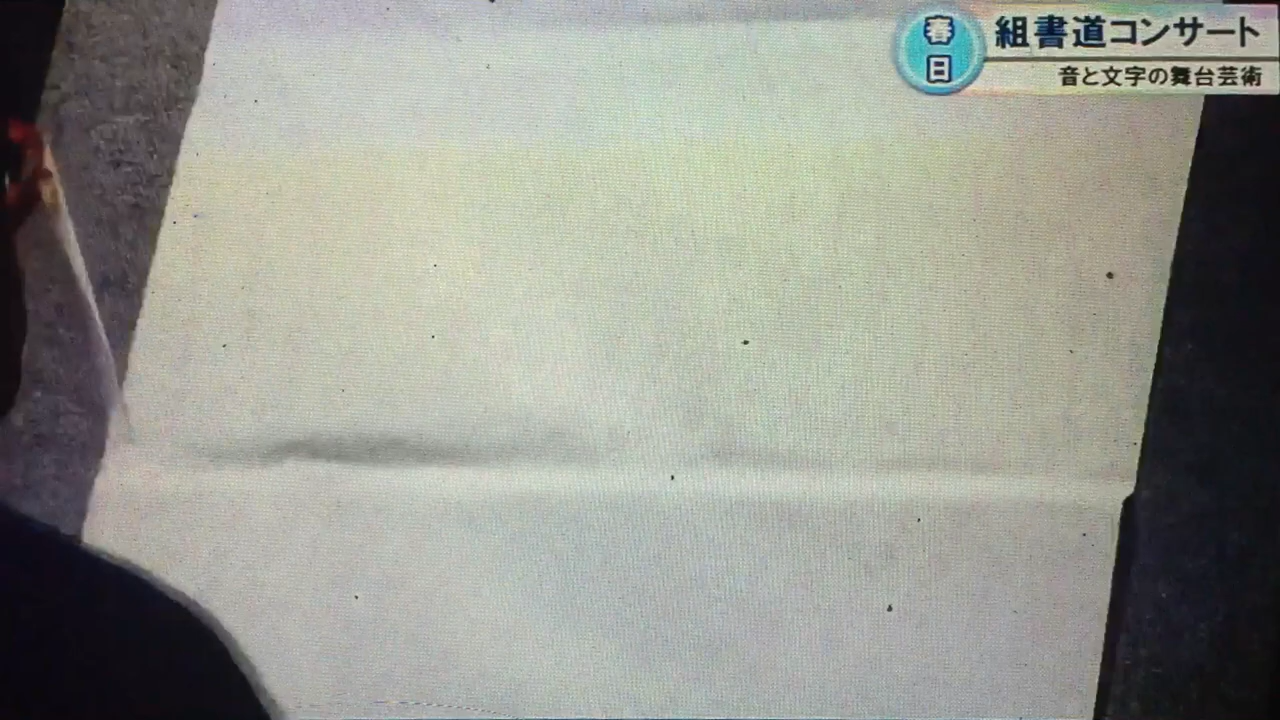 春日
組書道コンサート
音と文字の舞台芸術